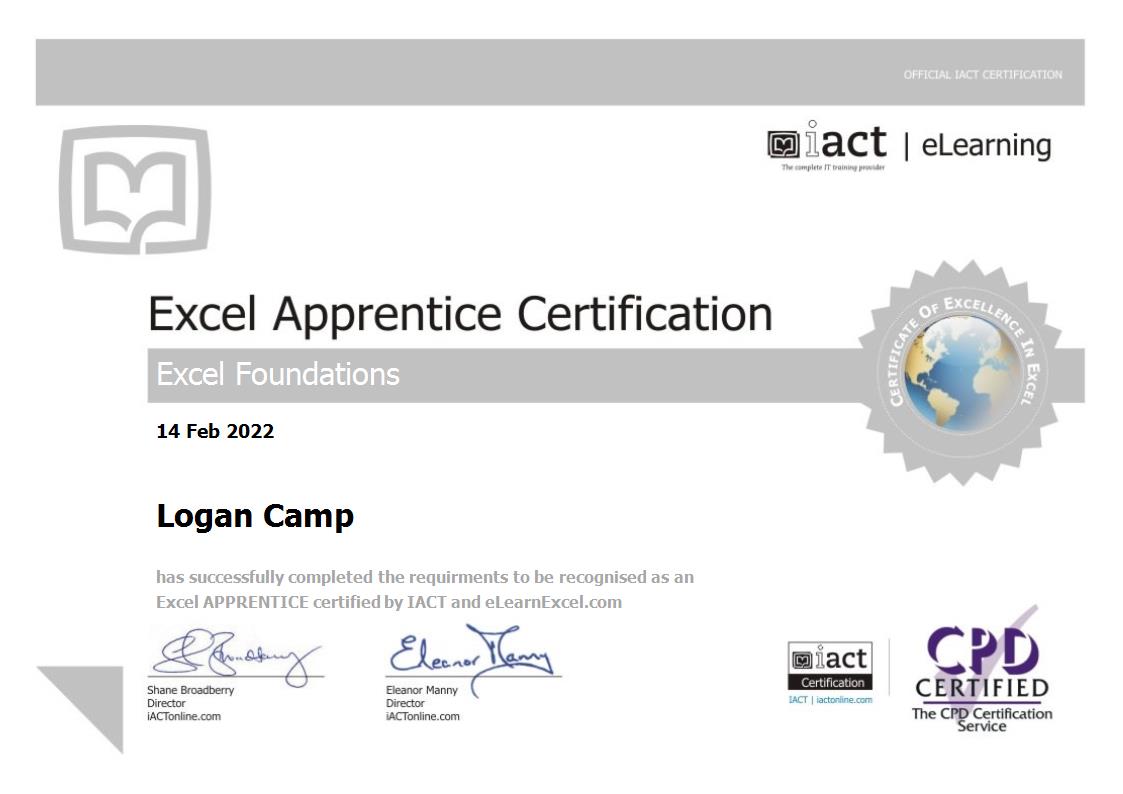 OFFICIAL IACT CERTIFICATION
iact | eLearning
The complete IT training provider
Excel Apprentice Certification
Excel Foundations
CERTIFICATE OF EXCELLENCE IN EXCEL
14 Feb 2022
Logan Camp
has successfully completed the requirments to be recognised as an
Excel APPRENTICE certified by IACT and eLearnExcel.com
S Broadberry
Eleanor Manny
Shane Broadberry
Director
iACTonline.com
Eleanor Manny
Director
iACTonline.com
iact
Certification
IACT | iactonline.com
CPD
CERTIFIED
The CPD Certification
Service